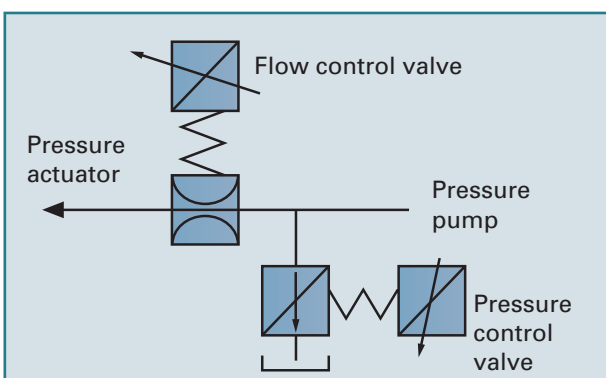 Flow control valve
Pressure
actuator
Pressure
pump
Pressure
control
valve